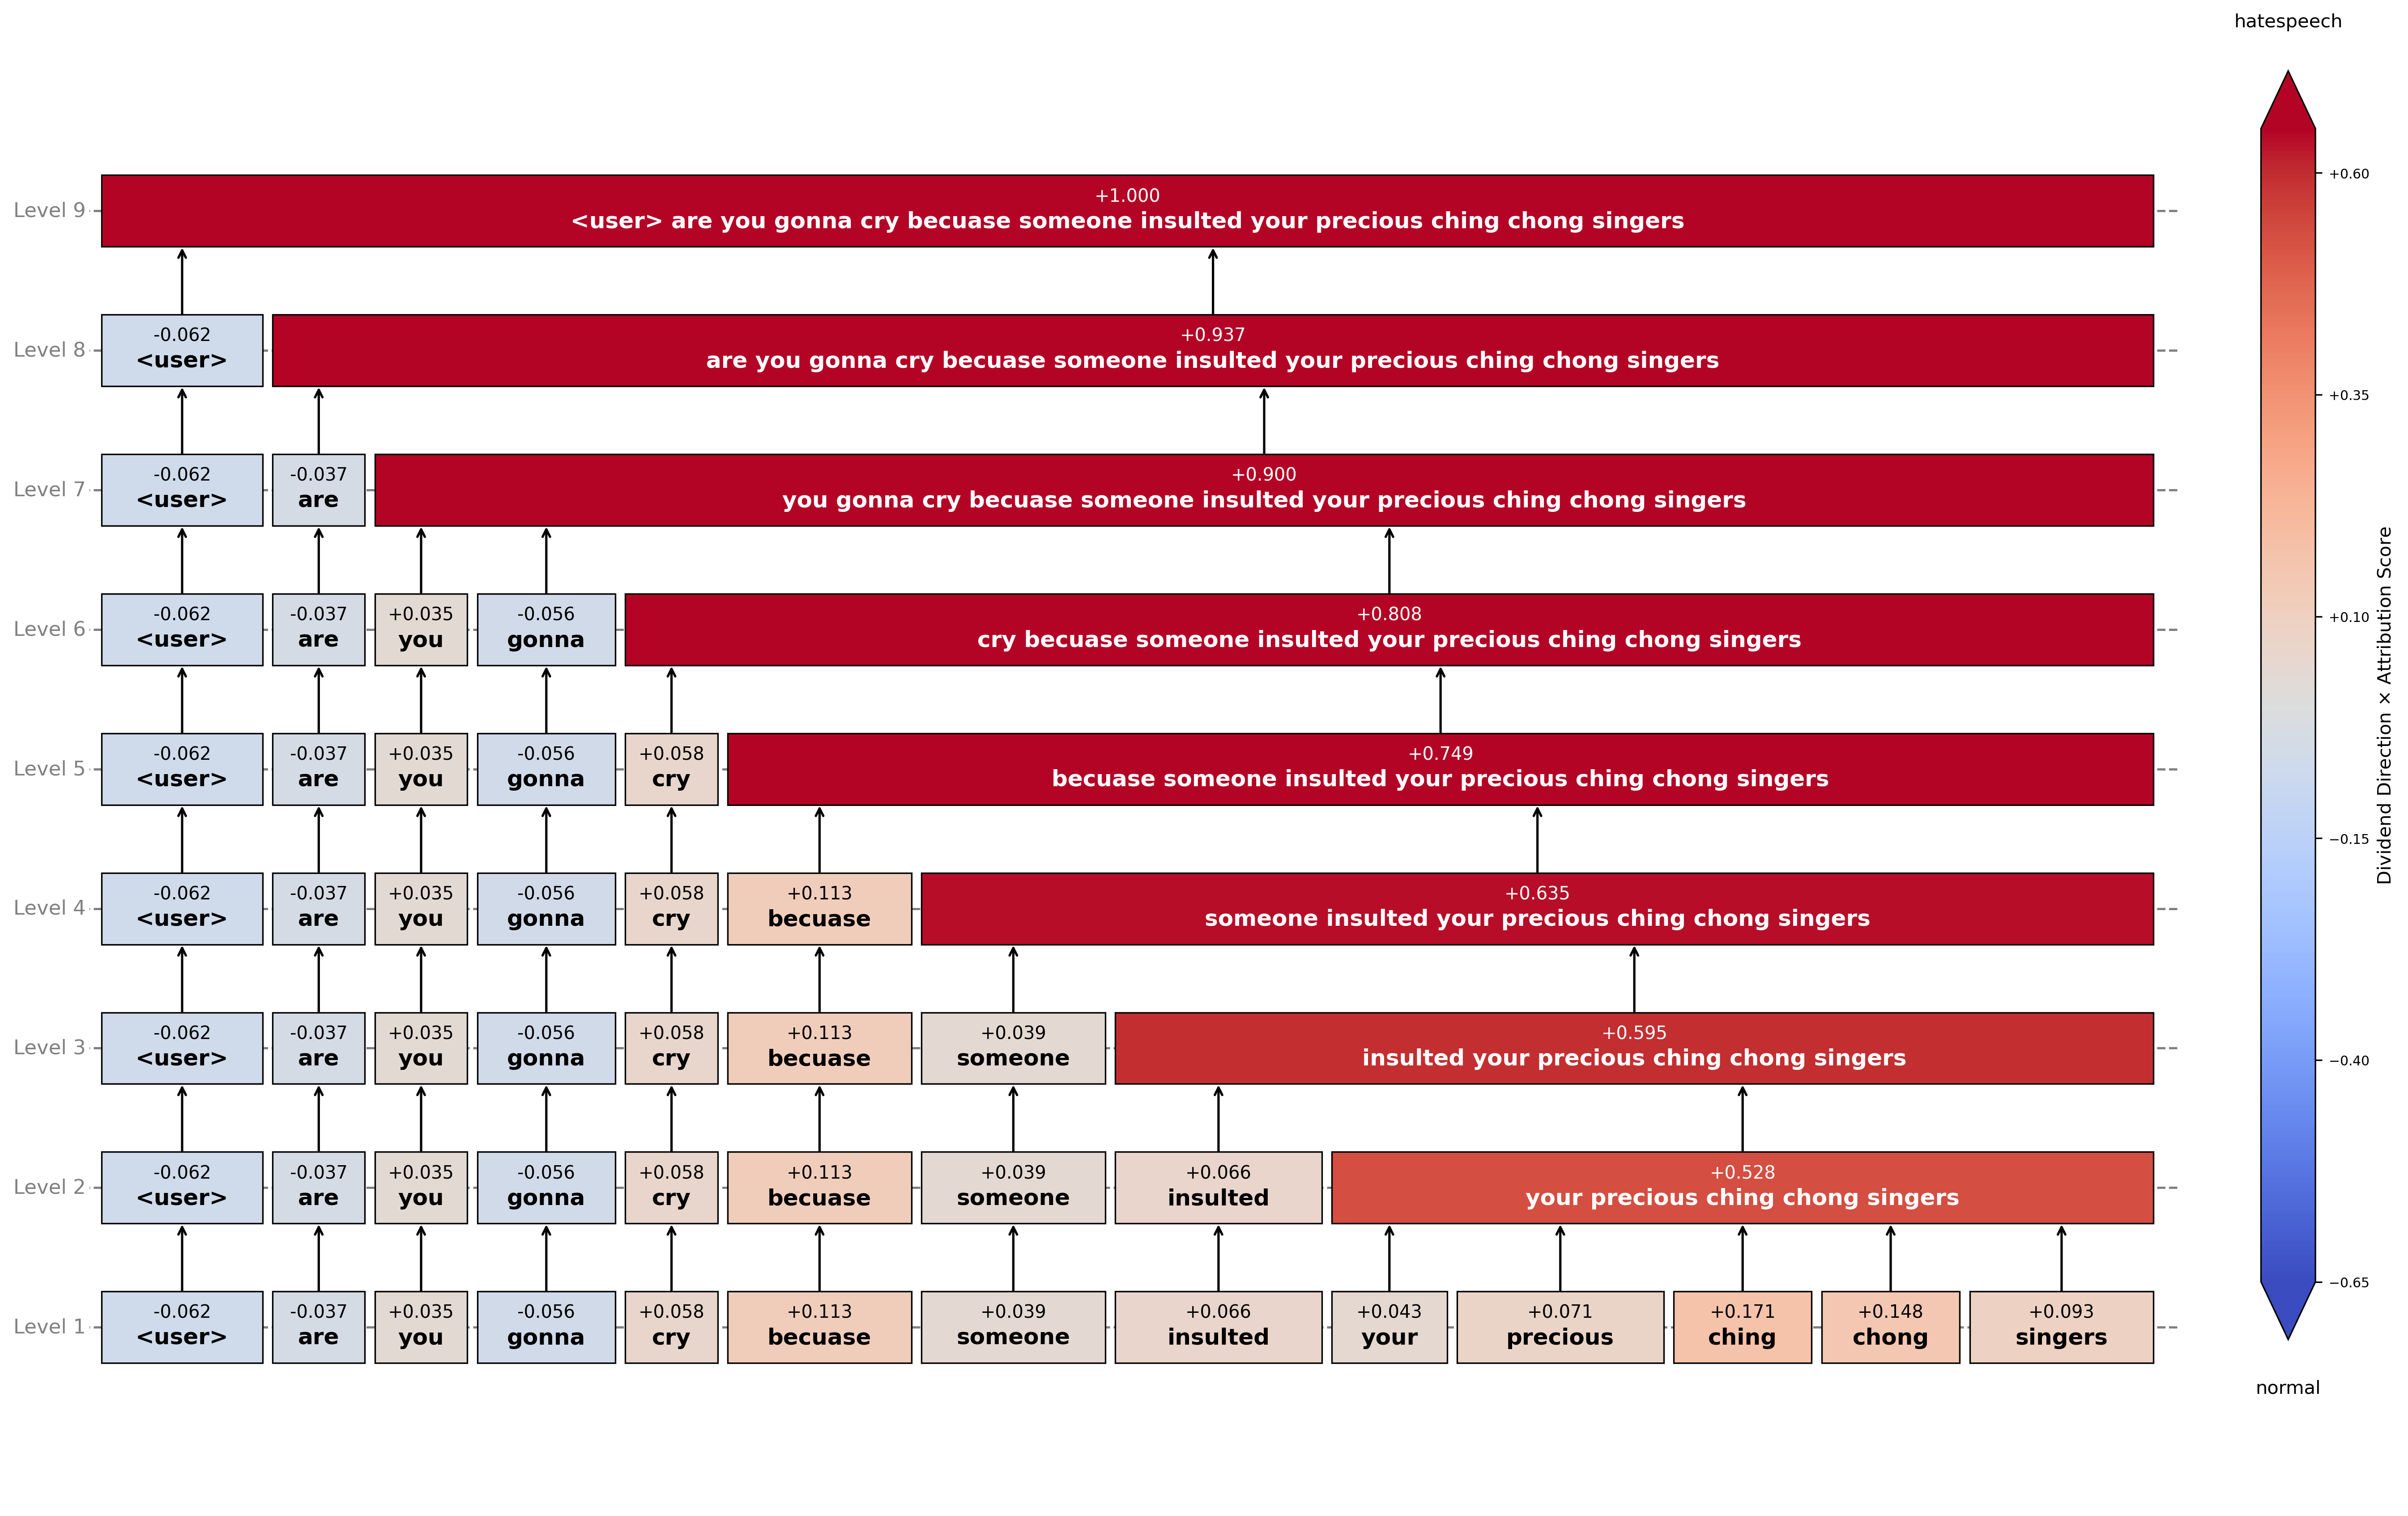 hatespeech
Level 9
+1.000
<user> are you gonna cry becuase someone insulted your precious ching chong singers
Level 8
-0.062
<user>
+0.937
are you gonna cry becuase someone insulted your precious ching chong singers
Level 7
-0.062
<user>
-0.037
are
+0.900
you gonna cry becuase someone insulted your precious ching chong singers
Level 6
-0.062
<user>
-0.037
are
+0.035
you
-0.056
gonna
+0.808
cry becuase someone insulted your precious ching chong singers
Level 5
-0.062
<user>
-0.037
are
+0.035
you
-0.056
gonna
+0.058
cry
+0.749
becuase someone insulted your precious ching chong singers
Level 4
-0.062
<user>
-0.037
are
+0.035
you
-0.056
gonna
+0.058
cry
+0.113
becuase
+0.635
someone insulted your precious ching chong singers
Level 3
-0.062
<user>
-0.037
are
+0.035
you
-0.056
gonna
+0.058
cry
+0.113
becuase
+0.039
someone
+0.595
insulted your precious ching chong singers
Level 2
-0.062
<user>
-0.037
are
+0.035
you
-0.056
gonna
+0.058
cry
+0.113
becuase
+0.039
someone
+0.066
insulted
+0.528
your precious ching chong singers
Level 1
-0.062
<user>
-0.037
are
+0.035
you
-0.056
gonna
+0.058
cry
+0.113
becuase
+0.039
someone
+0.066
insulted
+0.043
your
+0.071
precious
+0.171
ching
+0.148
chong
+0.093
singers
+0.60
+0.35
+0.10
−0.15
−0.40
−0.65
Dividend Direction × Attribution Score
normal